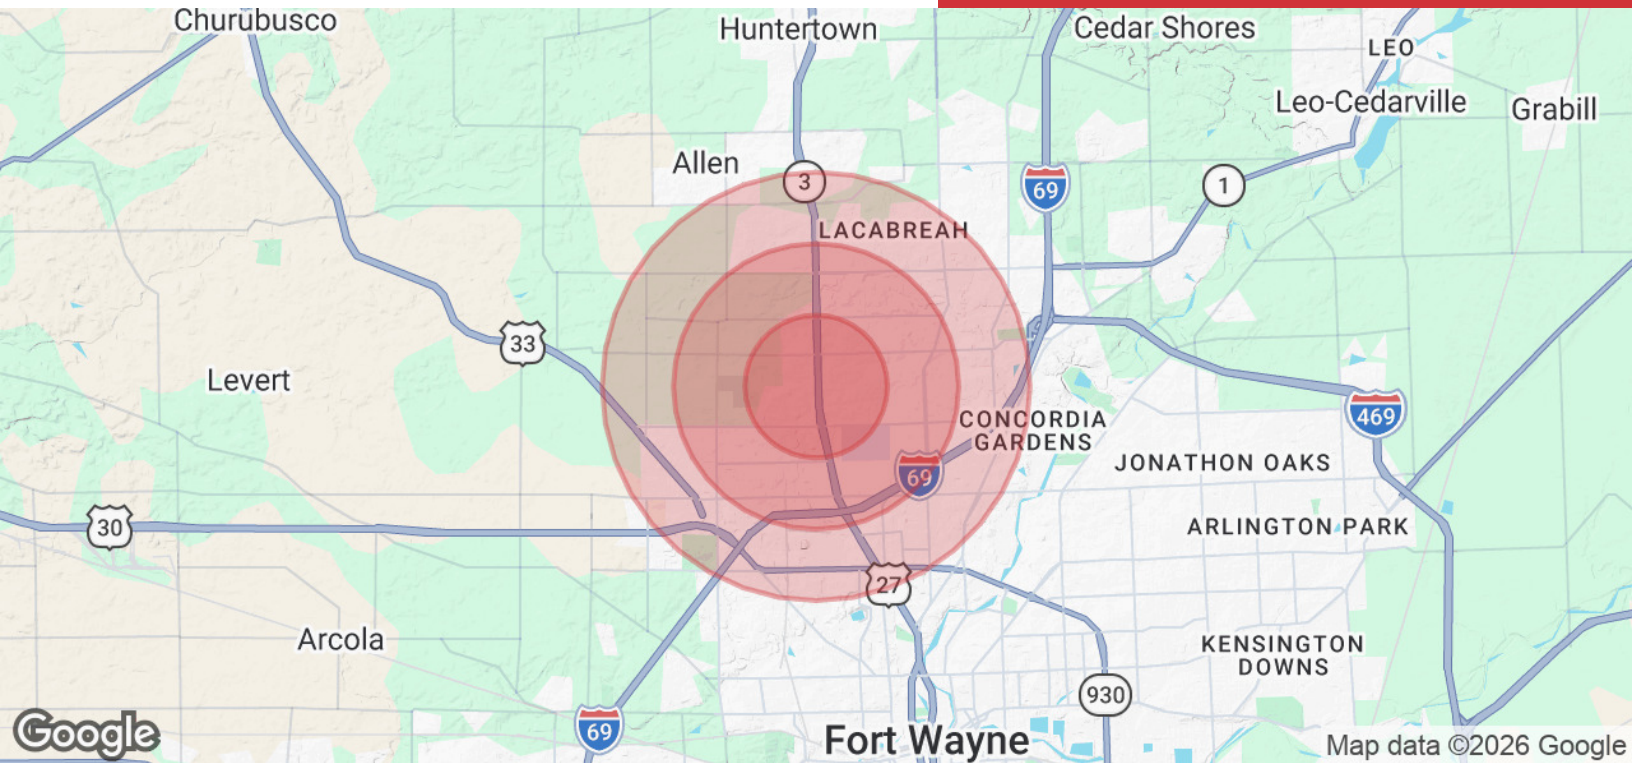 Churubusco
Huntertown
Cedar Shores
LEO
Leo-Cedarville
Grabill
Allen
3
69
1
LACABREAH
33
Levert
469
CONCORDIA
GARDENS
JONATHON OAKS
69
30
ARLINGTON PARK
27
Arcola
KENSINGTON
DOWNS
930
69
Google
Fort Wayne
Map data ©2026 Google